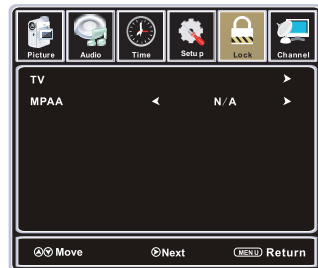 Picture Audio Time Setup Lock Channel
TV
MPAA N/A
Move Next MENU Return